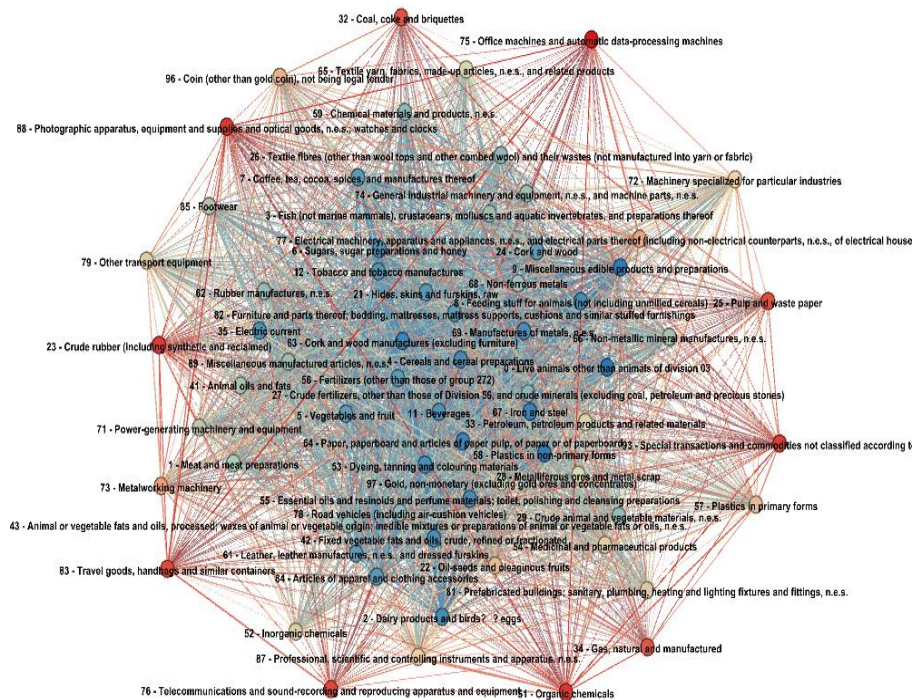 32 - Coal, coke and briquettes
75 - Office machines and automatic data-processing machines
65 - Textile yarn, fabrics, made-up articles, n.e.s., and related products
96 - Coin (other than gold coin), not being legal tender
59 - Chemical materials and products, n.e.s.
88 - Photographic apparatus, equipment and supplies and optical goods, n.e.s.; watches and clocks
26 - Textile fibres (other than wool tops and other combed wool) and their wastes (not manufactured into yarn or fabric)
7 - Coffee, tea, cocoa, spices, and manufactures thereof
72 - Machinery specialized for particular industries
74 - General industrial machinery and equipment, n.e.s., and machine parts, n.e.s.
85 - Footwear
3 - Fish (not marine mammals), crustaceans, molluscs and aquatic invertebrates, and preparations thereof
77 - Electrical machinery, apparatus and appliances, n.e.s., and electrical parts thereof (including non-electrical counterparts, n.e.s., of electrical house
6 - Sugars, sugar preparations and honey
24 - Cork and wood
79 - Other transport equipment
9 - Miscellaneous edible products and preparations
12 - Tobacco and tobacco manufactures
68 - Non-ferrous metals
62 - Rubber manufactures, n.e.s.
21 - Hides, skins and furskins, raw
8 - Feeding stuff for animals (not including unmilled cereals)
25 - Pulp and waste paper
82 - Furniture and parts thereof; bedding, mattresses, mattress supports, cushions and similar stuffed furnishings
35 - Electric current
69 - Manufactures of metals, n.e.s.
66 - Non-metallic mineral manufactures, n.e.s.
23 - Crude rubber (including synthetic and reclaimed)
63 - Cork and wood manufactures (excluding furniture)
89 - Miscellaneous manufactured articles, n.e.s.
4 - Cereals and cereal preparations
0 - Live animals other than animals of division 03
56 - Fertilizers (other than those of group 272)
41 - Animal oils and fats
27 - Crude fertilizers, other than those of Division 56, and crude minerals (excluding coal, petroleum and precious stones)
5 - Vegetables and fruit
11 - Beverages
67 - Iron and steel
33 - Petroleum, petroleum products and related materials
71 - Power-generating machinery and equipment
64 - Paper, paperboard and articles of paper pulp, of paper or of paperboard
93 - Special transactions and commodities not classified according to
58 - Plastics in non-primary forms
1 - Meat and meat preparations
53 - Dyeing, tanning and colouring materials
28 - Metalliferous ores and metal scrap
73 - Metalworking machinery
97 - Gold, non-monetary (excluding gold ores and concentrates)
55 - Essential oils and resinoids and perfume materials; toilet, polishing and cleansing preparations
57 - Plastics in primary forms
78 - Road vehicles (including air-cushion vehicles)
29 - Crude animal and vegetable materials, n.e.s.
43 - Animal or vegetable fats and oils, processed; waxes of animal or vegetable origin; inedible mixtures or preparations of animal or vegetable fats or oils, n.e.s.
42 - Fixed vegetable fats and oils, crude, refined or fractionated
54 - Medicinal and pharmaceutical products
61 - Leather, leather manufactures, n.e.s., and dressed furskins
22 - Oil-seeds and oleaginous fruits
83 - Travel goods, handbags and similar containers
84 - Articles of apparel and clothing accessories
81 - Prefabricated buildings; sanitary, plumbing, heating and lighting fixtures and fittings, n.e.s.
2 - Dairy products and birds? ? eggs
52 - Inorganic chemicals
34 - Gas, natural and manufactured
87 - Professional, scientific and controlling instruments and apparatus, n.e.s.
76 - Telecommunications and sound-recording and reproducing apparatus and equipment
51 - Organic chemicals